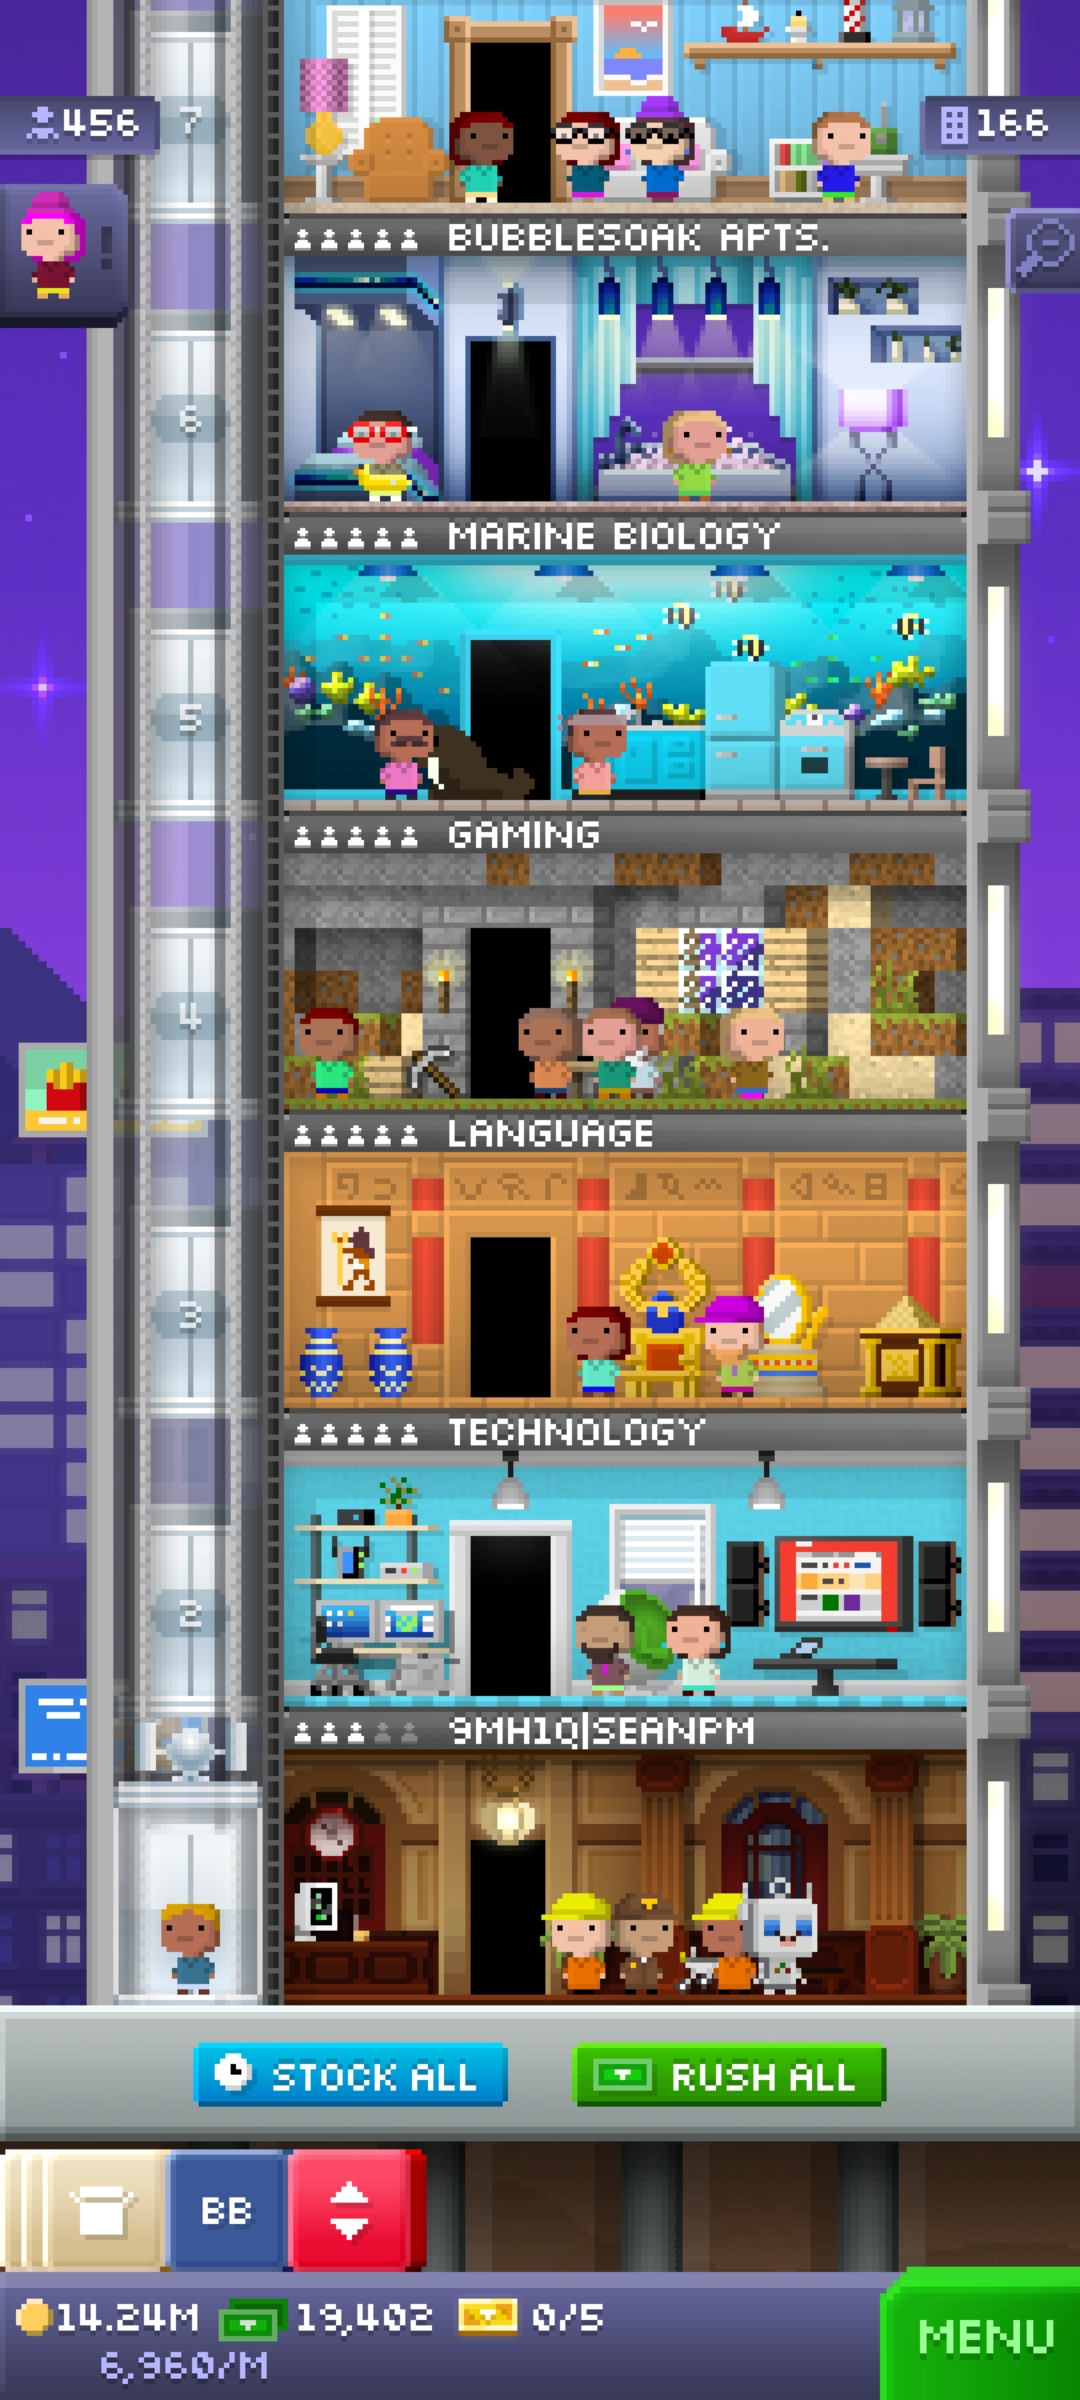 456
7
166
BUBBLESOAK APTS.
6
MARINE BIOLOGY
5
GAMING
4
LANGUAGE
3
TECHNOLOGY
2
9MH1Q|SEANPM
STOCK ALL
RUSH ALL
BB
14.24M 19,402 0/5
6,960/M
MENU